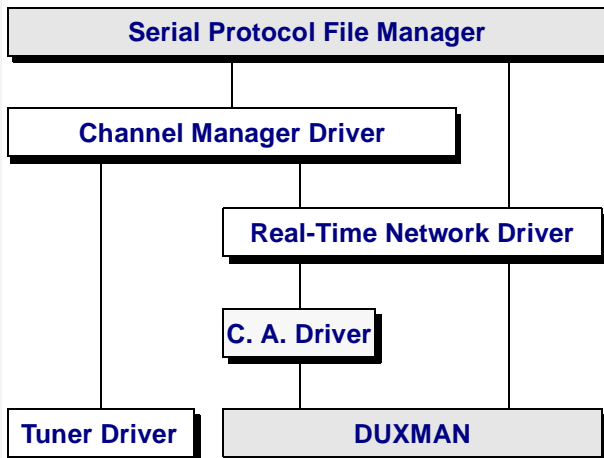 Serial Protocol File Manager
Channel Manager Driver
Real-Time Network Driver
C. A. Driver
Tuner Driver
DUXMAN